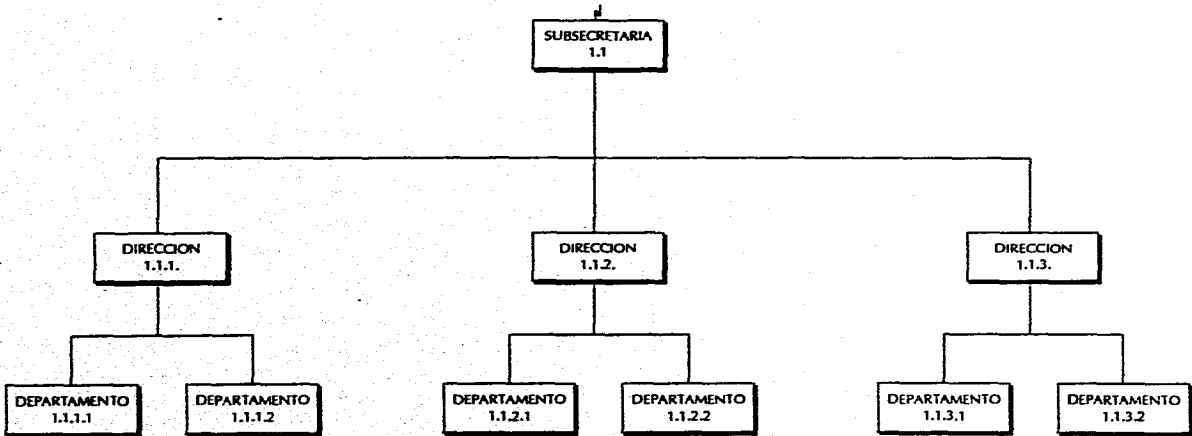 SUBSECRETARIA
1.1
DIRECCION
1.1.1.
DIRECCION
1.1.2.
DIRECCION
1.1.3.
DEPARTAMENTO
1.1.1.1
DEPARTAMENTO
1.1.1.2
DEPARTAMENTO
1.1.2.1
DEPARTAMENTO
1.1.2.2
DEPARTAMENTO
1.1.3.1
DEPARTAMENTO
1.1.3.2